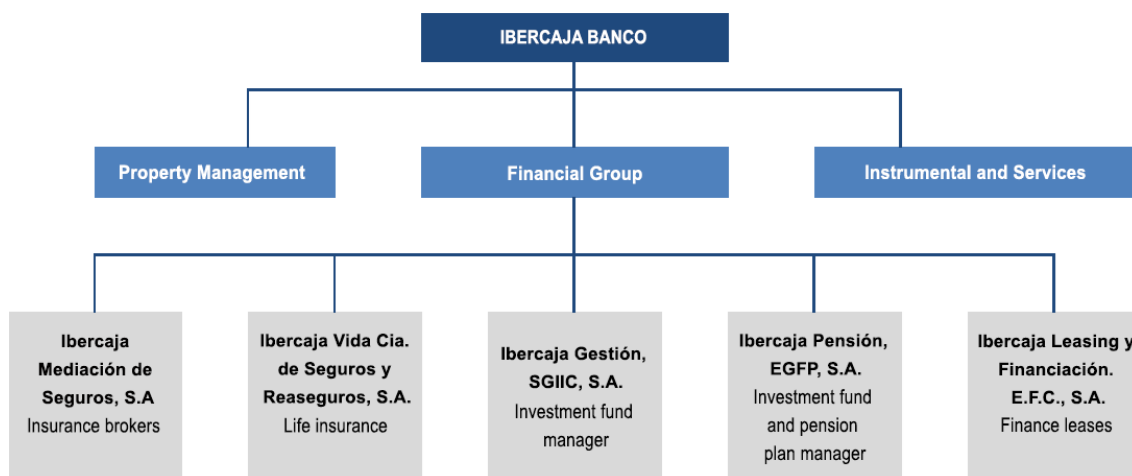 IBERCAJA BANCO
Property Management
Financial Group
Instrumental and Services
Ibercaja
Mediación de
Seguros, S.A
Insurance brokers
Ibercaja Vida Cia.
de Seguros y
Reaseguros, S.A.
Life insurance
Ibercaja Gestión,
SGIIC, S.A.
Investment fund
manager
Ibercaja Pensión,
EGFP, S.A.
Investment fund
and pension
plan manager
Ibercaja Leasing y
Financiación.
E.F.C., S.A.
Finance leases